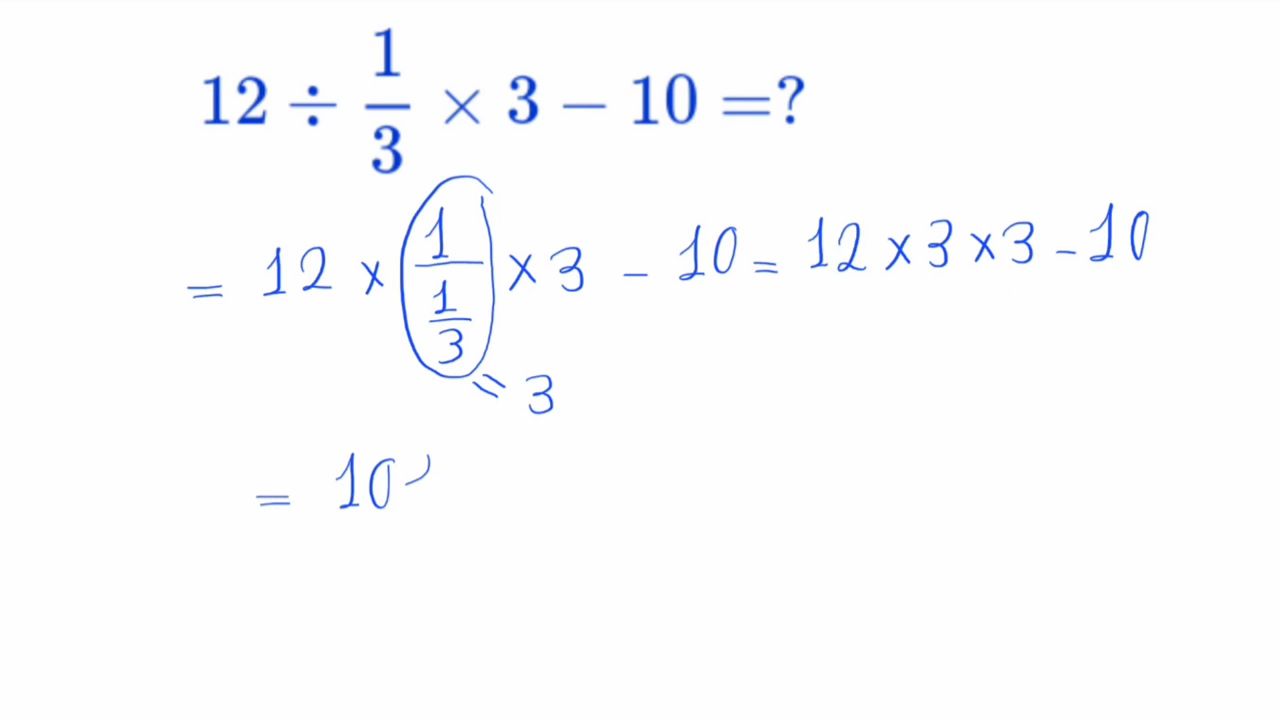 12 ÷ 1/3 × 3 − 10 =?
= 12 × 1/(1/3) × 3 − 10 = 12 × 3 × 3 − 10
= 3
= 10